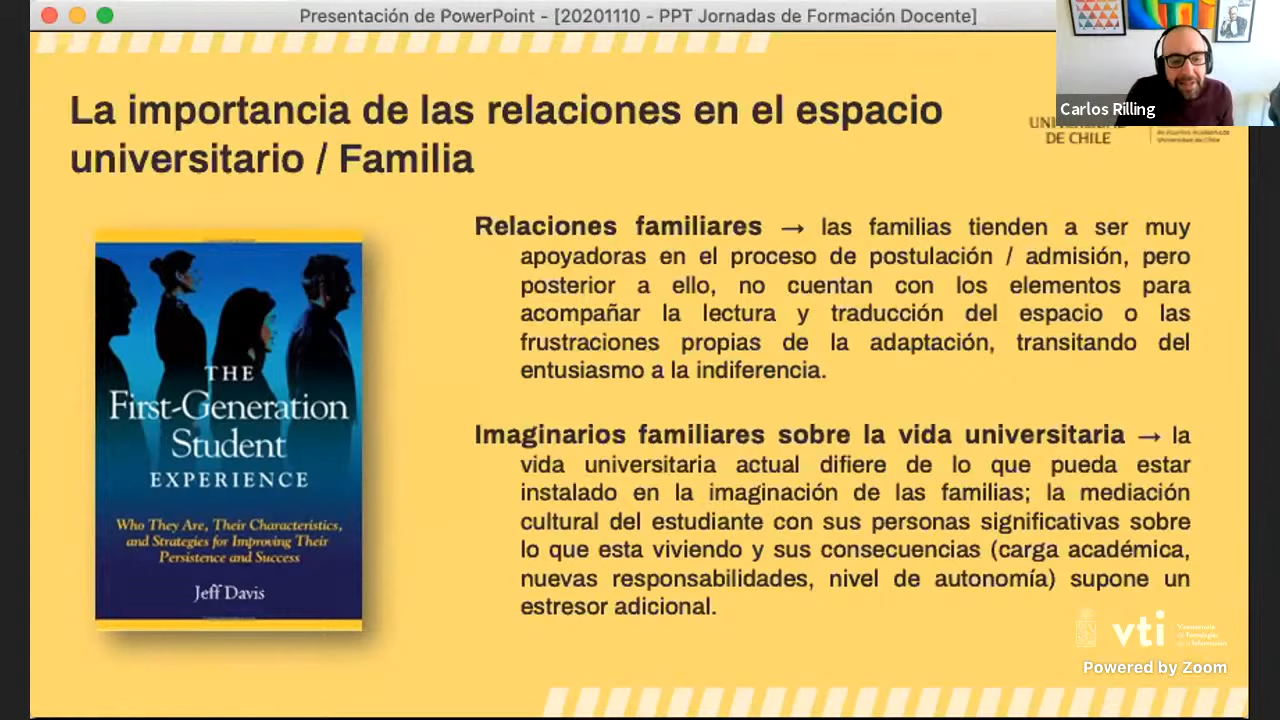 Presentación de PowerPoint - [20201110 - PPT Jornadas de Formación Docente]
Carlos Rilling
La importancia de las relaciones en el espacio
universitario / Familia
DE CHILE
Relaciones familiares → las familias tienden a ser muy
apoyadoras en el proceso de postulación / admisión, pero
posterior a ello, no cuentan con los elementos para
acompañar la lectura y traducción del espacio o las
frustraciones propias de la adaptación, transitando del
entusiasmo a la indiferencia.
Imaginarios familiares sobre la vida universitaria → la
vida universitaria actual difiere de lo que pueda estar
instalado en la imaginación de las familias; la mediación
cultural del estudiante con sus personas significativas sobre
lo que esta viviendo y sus consecuencias (carga académica,
nuevas responsabilidades, nivel de autonomía) supone un
estresor adicional.
THE
First-Generation
Student
EXPERIENCE
Who They Are, Their Characteristics,
and Strategies for Improving Their
Persistence and Success
Jeff Davis
vti
Powered by Zoom